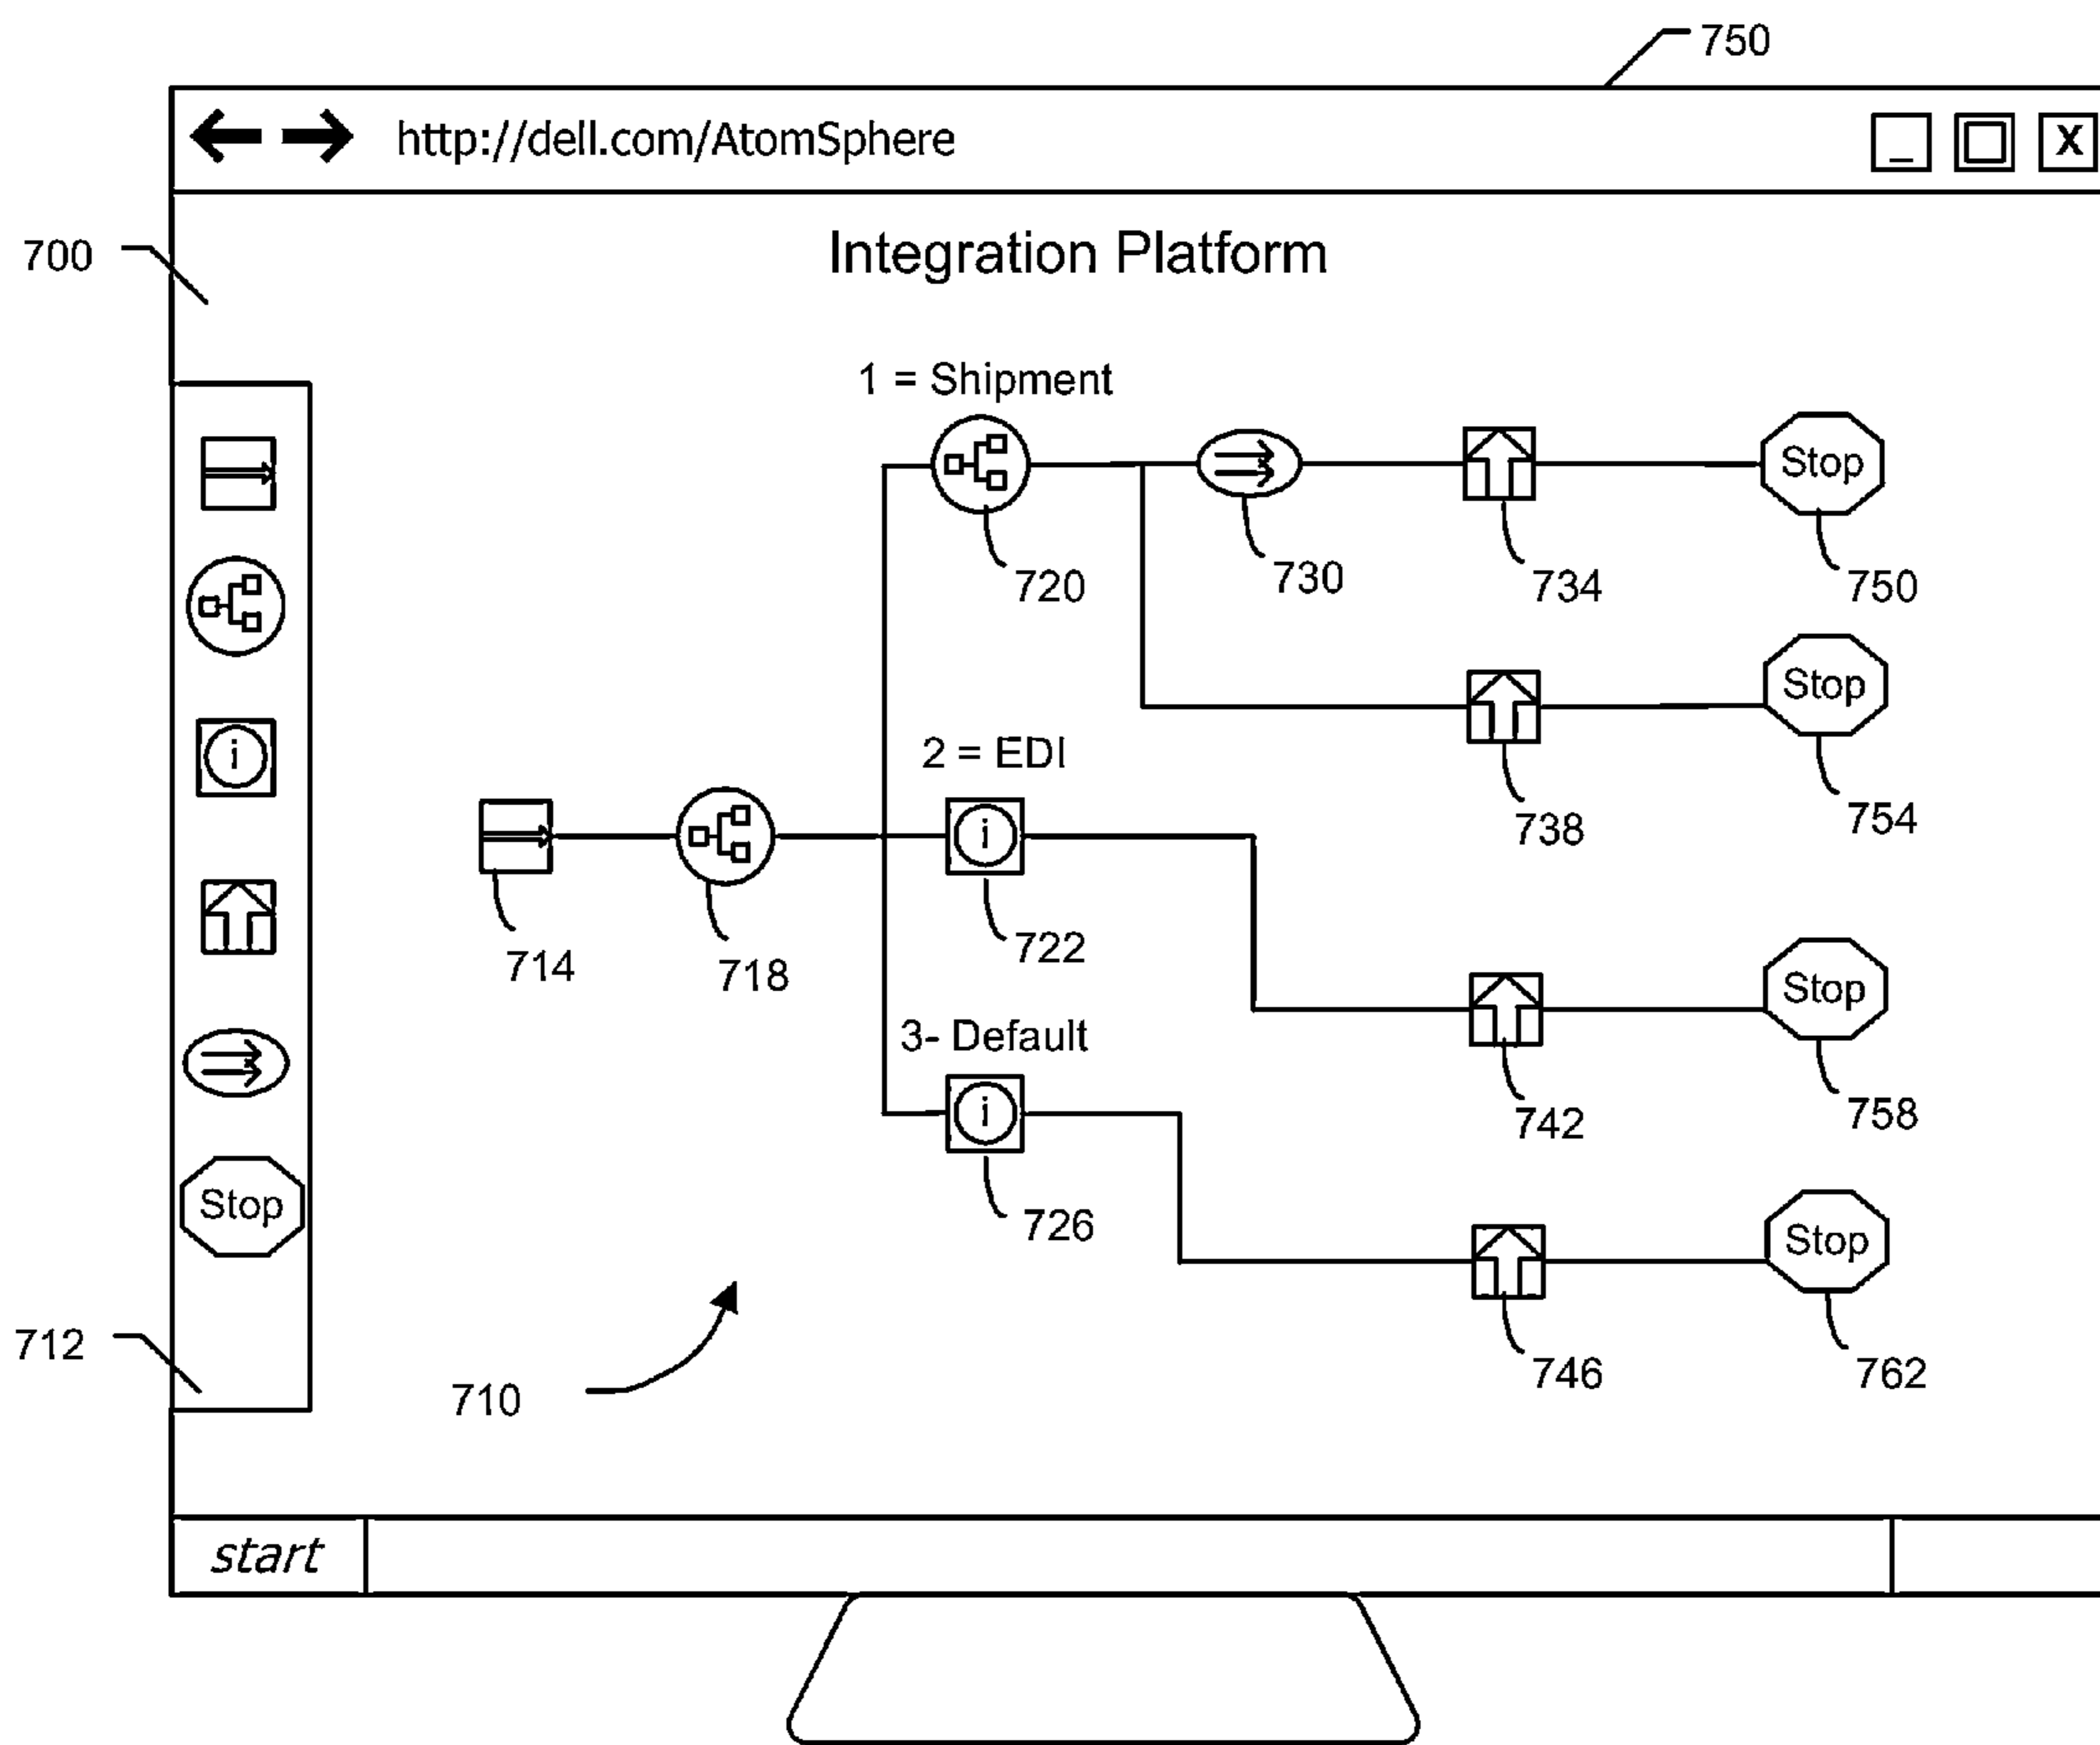 750
http://dell.com/AtomSphere
_ X
Integration Platform
700
1 = Shipment
Stop
720
730
734
750
Stop
2 = EDI
i
738
754
i
714
718
722
Stop
3- Default
742
758
i
Stop
726
Stop
712
710
746
762
start